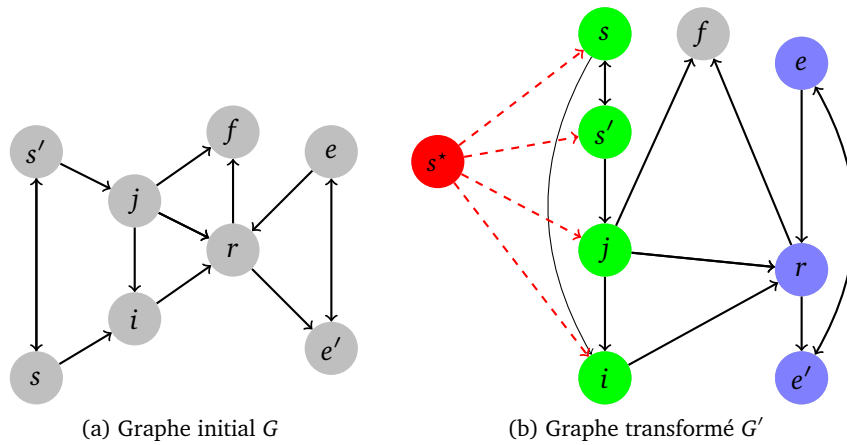 s′
s
j
i
f
r
e
e′
(a) Graphe initial G
s⋆
s
s′
j
i
f
e
r
e′
(b) Graphe transformé G′